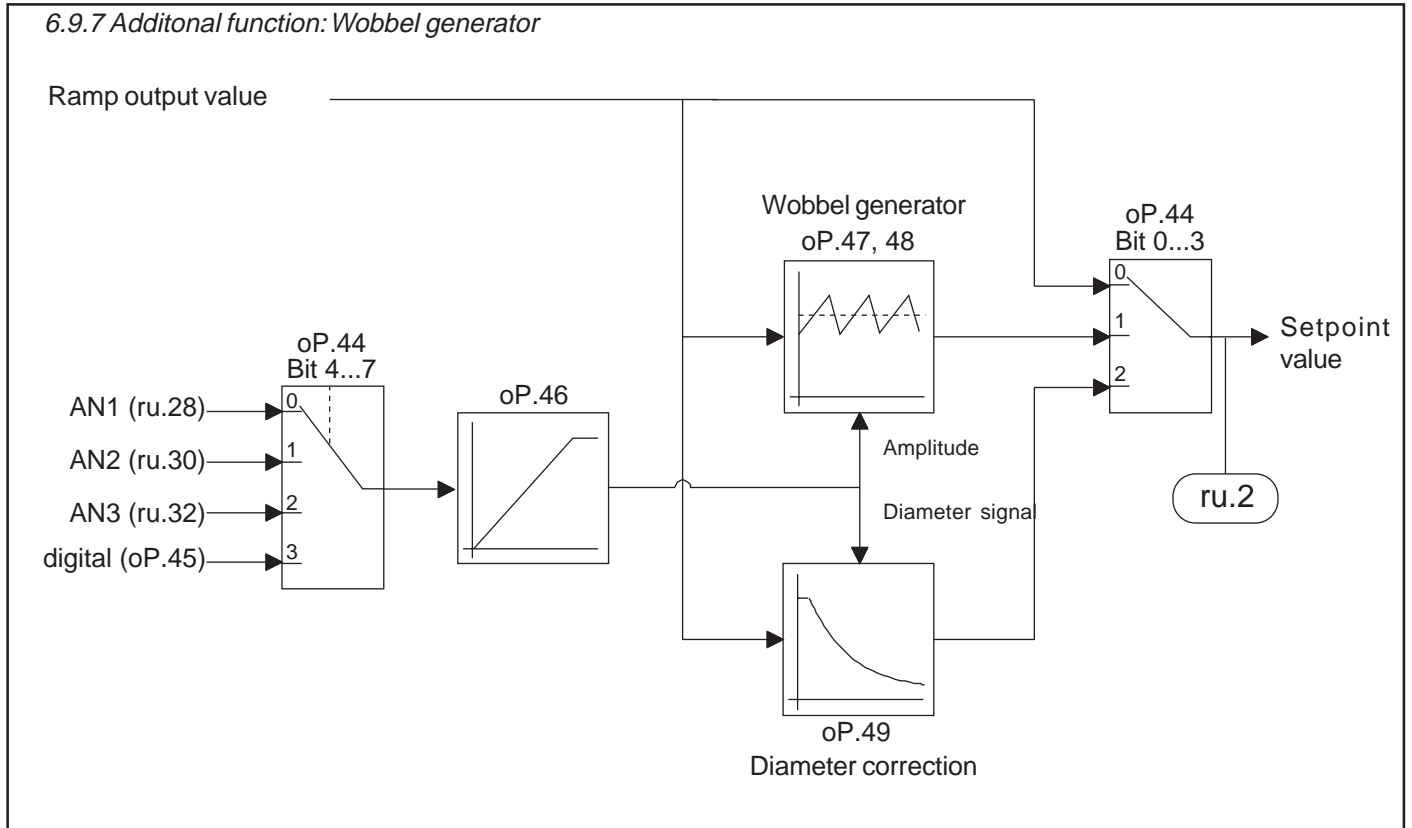 6.9.7 Additonal function: Wobbel generator
Ramp output value
Wobbel generator
oP.47, 48
oP.44
Bit 0...3
0
1
2
Setpoint
value
ru.2
oP.44
Bit 4...7
AN1 (ru.28)
AN2 (ru.30)
AN3 (ru.32)
digital (oP.45)
0
1
2
3
oP.46
Amplitude
Diameter signal
oP.49
Diameter correction